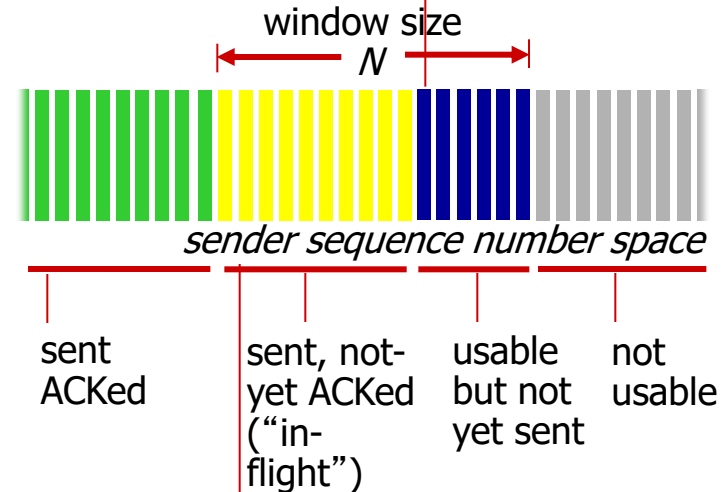 window size
N
sender sequence number space
sent
ACKed
sent, not-
yet ACKed
(“in-
flight”)
usable
but not
yet sent
not
usable